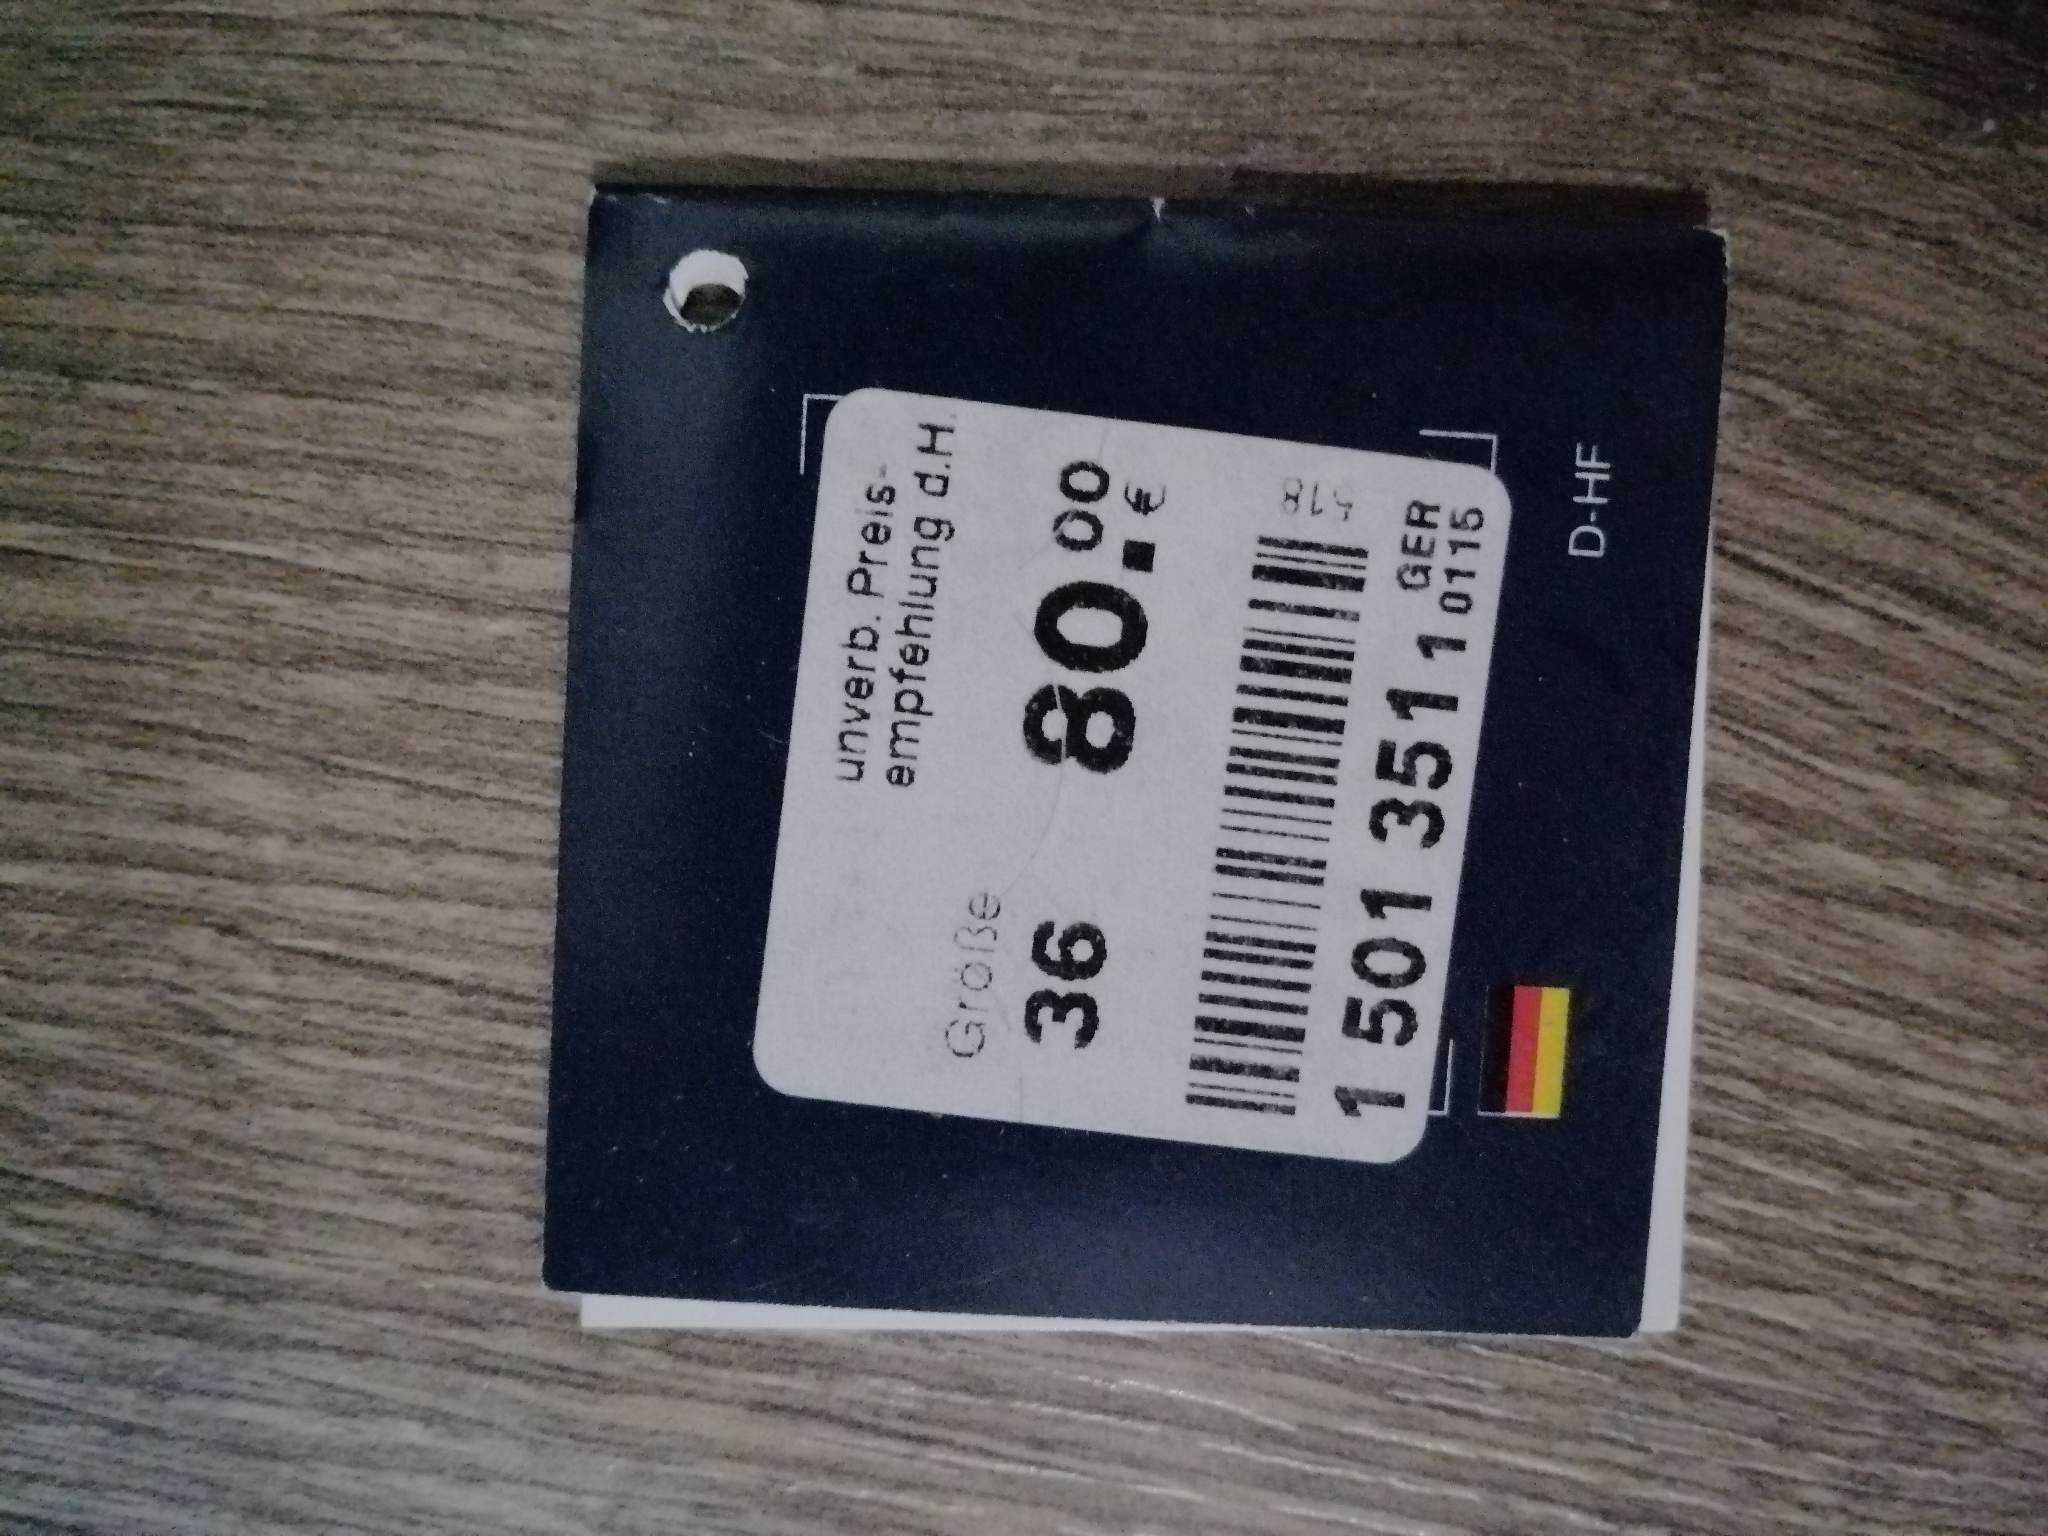 unverb. Preis-
empfehlung d.H.
Größe
36
80.00
€
518
1 501 351 1
GER
0115
D-HF